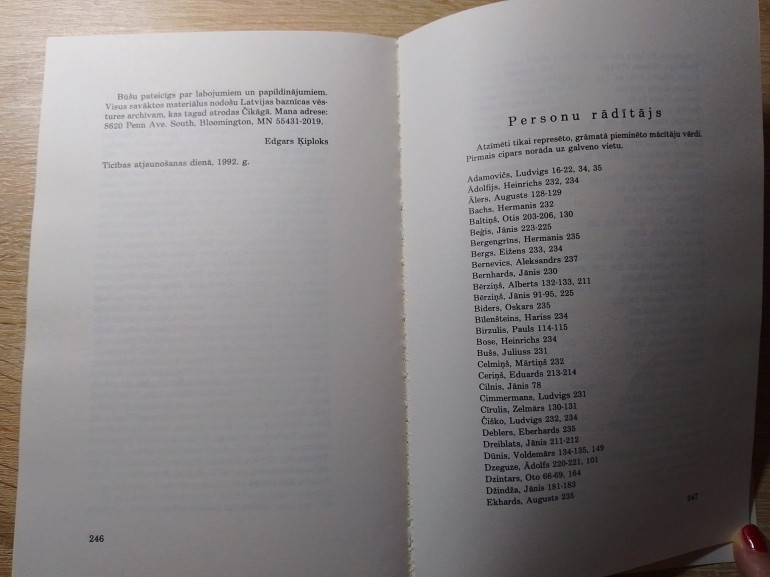 Būšu pateicīgs par labojumiem un papildinājumiem.
Visus savāktos materiālus nodošu Latvijas baznīcas vēs-
tures archīvam, kas tagad atrodas Čikāgā. Mana adrese:
8620 Penn Ave. South, Bloomington, MN 55431-2019.
Edgars Ķiploks
Ticības atjaunošanas dienā, 1992. g.
246
Personu rādītājs
Atzīmēti tikai represēto, grāmatā pieminēto mācītāju vārdi.
Pirmais cipars norāda uz galveno vietu.
Adamovičs, Ludvigs 16-22, 34, 35
Ādolfijs, Heinrichs 232, 234
Ālers, Augusts 128-129
Bachs, Hermanis 232
Baltiņš, Otis 203-206, 130
Beģis, Jānis 223-225
Bergengrīns, Hermanis 235
Bergs, Eižens 233, 234
Bernevics, Aleksandrs 237
Bernhards, Jānis 230
Bērziņš, Alberts 132-133, 211
Bērziņš, Jānis 91-95, 225
Biders, Oskars 235
Bīlenšteins, Hariss 234
Birzulis, Pauls 114-115
Bose, Heinrichs 234
Bušs, Juliuss 231
Celmiņš, Mārtiņš 232
Ceriņš, Eduards 213-214
Cilnis, Jānis 78
Cimmermans, Ludvigs 231
Cīrulis, Zelmārs 130-131
Čiško, Ludvigs 232, 234
Deblers, Eberhards 235
Dreiblats, Jānis 211-212
Dūnis, Voldemārs 134-135, 149
Dzeguze, Ādolfs 220-221, 101
Dzintars, Oto 66-69, 164
Džindža, Jānis 181-183
Ekhards, Augusts 235
247